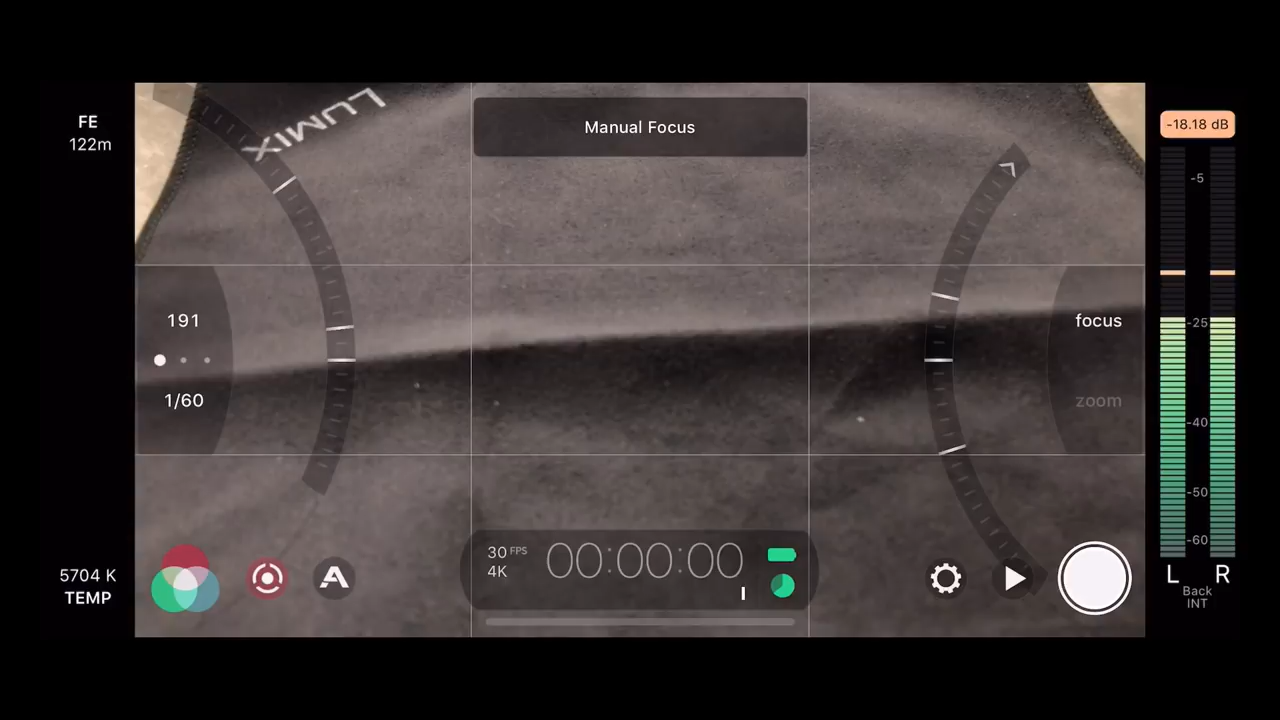 LUMIX
Manual Focus
FE
122m
-18.18 dB
-5
191
focus
-25
1/60
zoom
-40
-50
-60
30 FPS
4K
00:00:00
5704 K
TEMP
L R
Back
INT